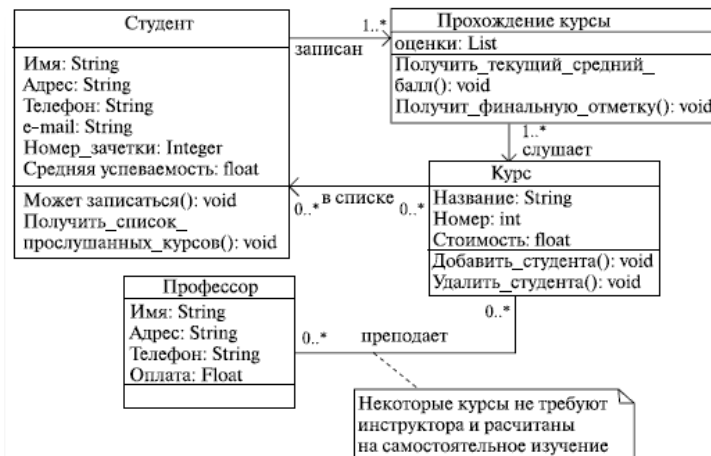 Студент
Имя: String
Адрес: String
Телефон: String
e-mail: String
Номер_зачетки: Integer
Средняя успеваемость: float
Может записаться(): void
Получить_список_
прослушанных_курсов(): void
1..*
записан
Прохождение курсы
оценки: List
Получить_текущий_средний_
балл(): void
Получит_финальную_отметку(): void
1..*
слушает
0..*
в списке
0..*
Курс
Название: String
Номер: int
Стоимость: float
Добавить_студента(): void
Удалить_студента(): void
Профессор
Имя: String
Адрес: String
Телефон: String
Оплата: Float
0..*
преподает
0..*
Некоторые курсы не требуют
инструктора и расчитаны
на самостоятельное изучение